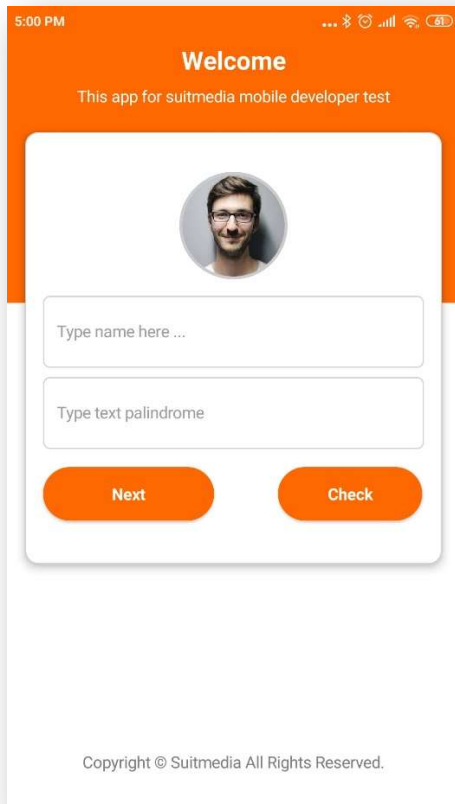 5:00 PM
61
Welcome
This app for suitmedia mobile developer test
Type name here ...
Type text palindrome
Next
Check
Copyright © Suitmedia All Rights Reserved.